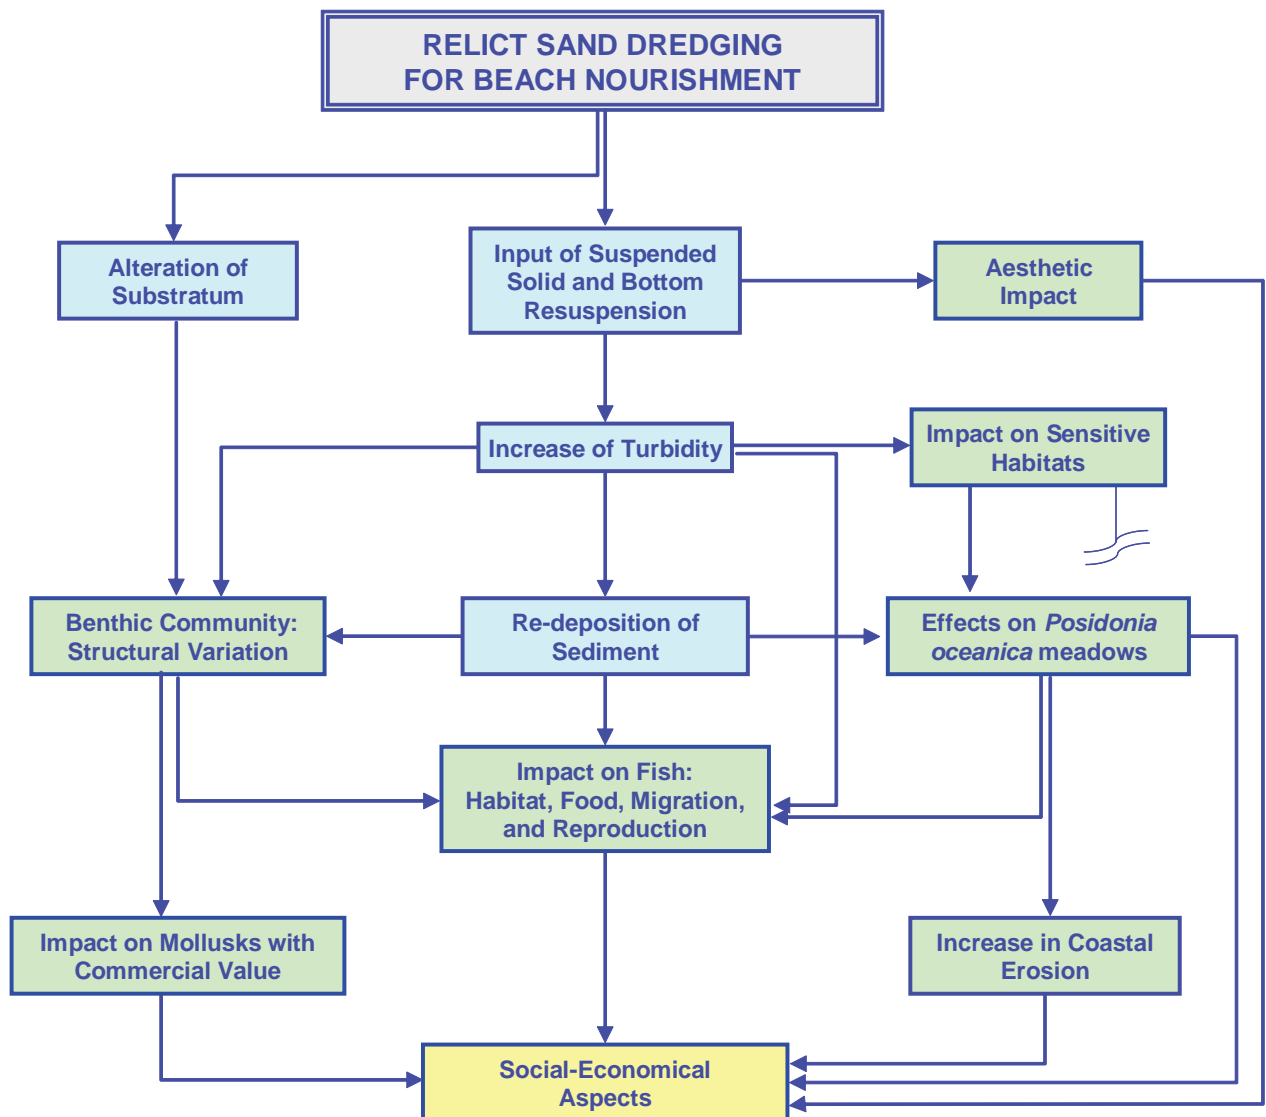 RELICT SAND DREDGING
FOR BEACH NOURISHMENT
Alteration of
Substratum
Input of Suspended
Solid and Bottom
Resuspension
Aesthetic
Impact
Increase of Turbidity
Impact on Sensitive
Habitats
Benthic Community:
Structural Variation
Re-deposition of
Sediment
Effects on Posidonia
oceanica meadows
Impact on Fish:
Habitat, Food, Migration,
and Reproduction
Impact on Mollusks with
Commercial Value
Increase in Coastal
Erosion
Social-Economical
Aspects